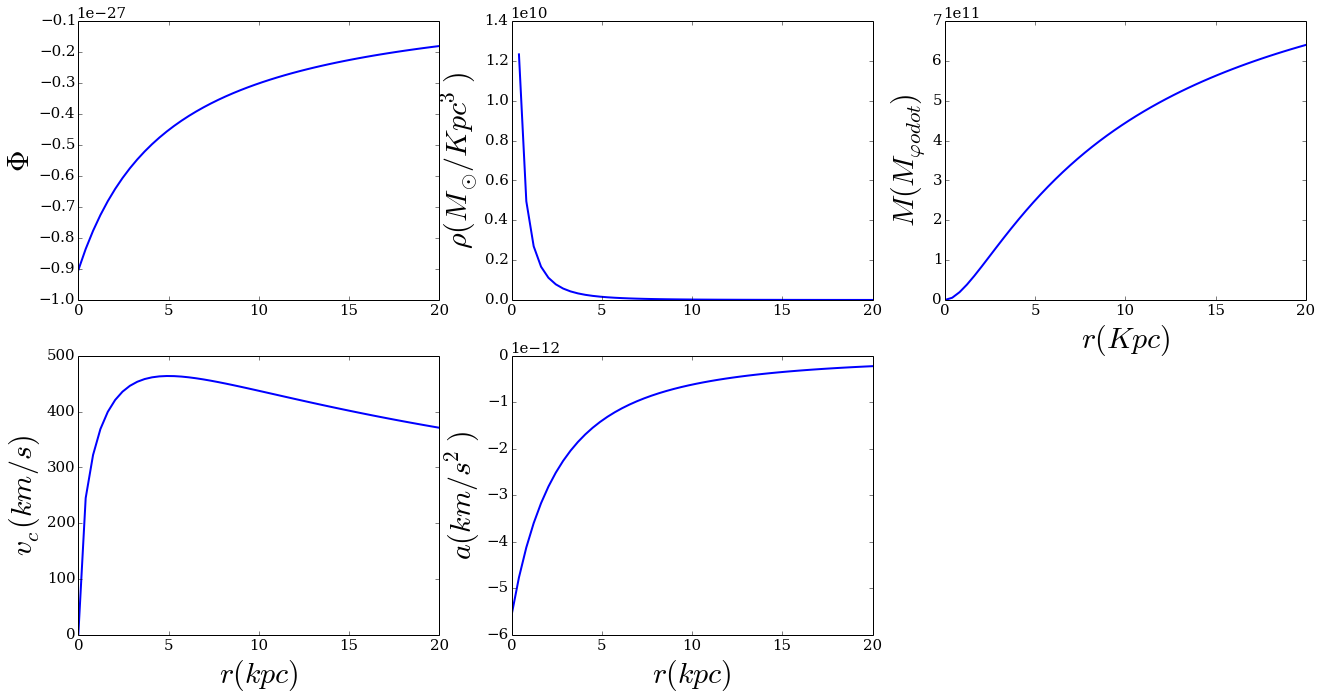 1e−27
−0.1
−0.2
−0.3
−0.4
−0.5
−0.6
−0.7
−0.8
−0.9
−1.0
0 5 10 15 20
Φ
1e10
1.4
1.2
1.0
0.8
0.6
0.4
0.2
0.0
0 5 10 15 20
ρ(M⊙/Kpc³)
1e11
7
6
5
4
3
2
1
0
0 5 10 15 20
M(M_φodot)
r(Kpc)
500
400
300
200
100
0
0 5 10 15 20
v_c(km/s)
r(kpc)
1e−12
0
−1
−2
−3
−4
−5
−6
0 5 10 15 20
a(km/s²)
r(kpc)